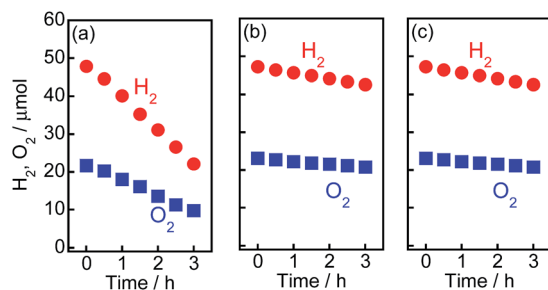 (a) (b) (c)
60
50
40
30
20
10
0
H₂, O₂ / μmol
H₂ H₂ H₂
O₂ O₂ O₂
0 1 2 3 0 1 2 3 0 1 2 3
Time / h Time / h Time / h